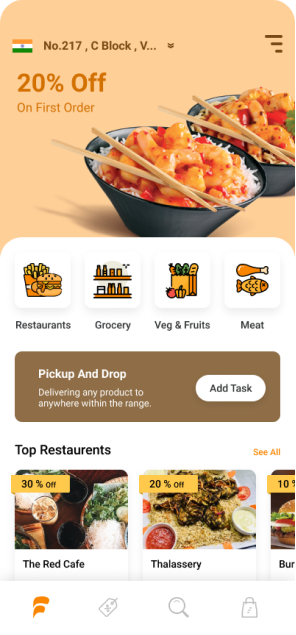 No.217 , C Block , V...
20% Off
On First Order
Restaurants Grocery Veg & Fruits Meat
Pickup And Drop
Delivering any product to
anywhere within the range.
Add Task
Top Restaurents
See All
30 % Off 20 % Off 10 %
The Red Cafe Thalassery Bur